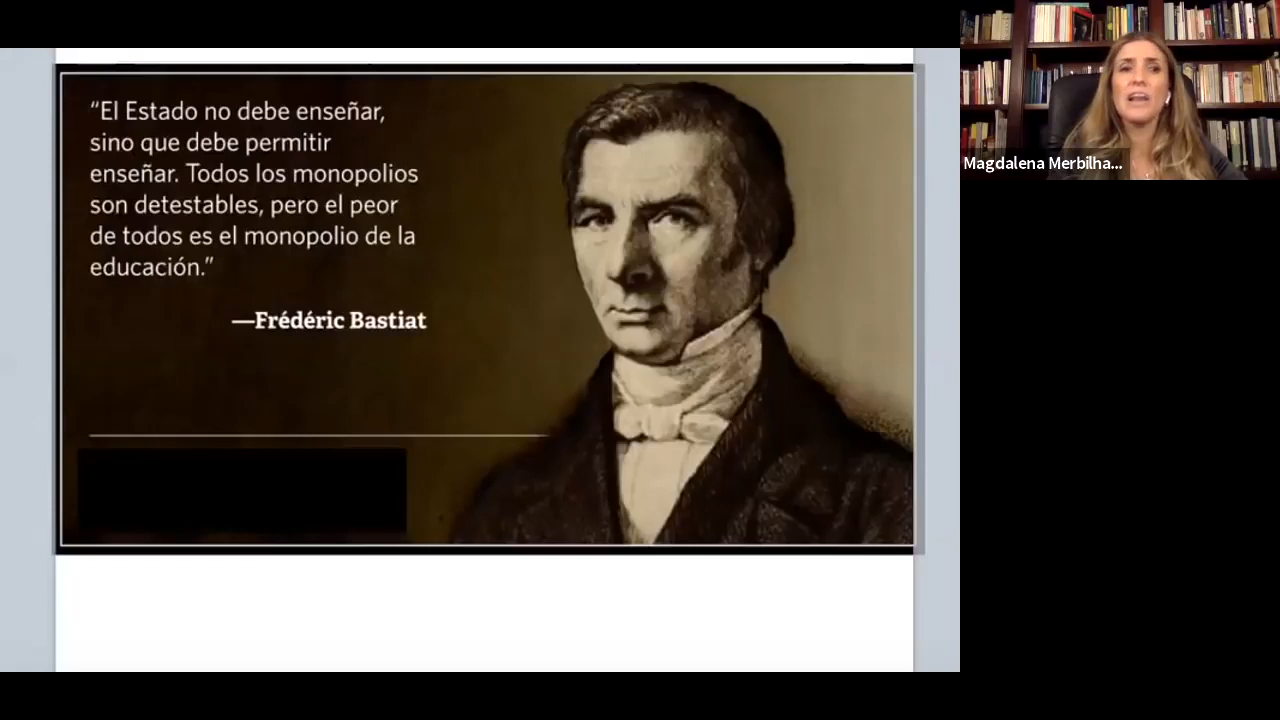 “El Estado no debe enseñar,
sino que debe permitir
enseñar. Todos los monopolios
son detestables, pero el peor
de todos es el monopolio de la
educación.”
—Frédéric Bastiat
Magdalena Merbilha...